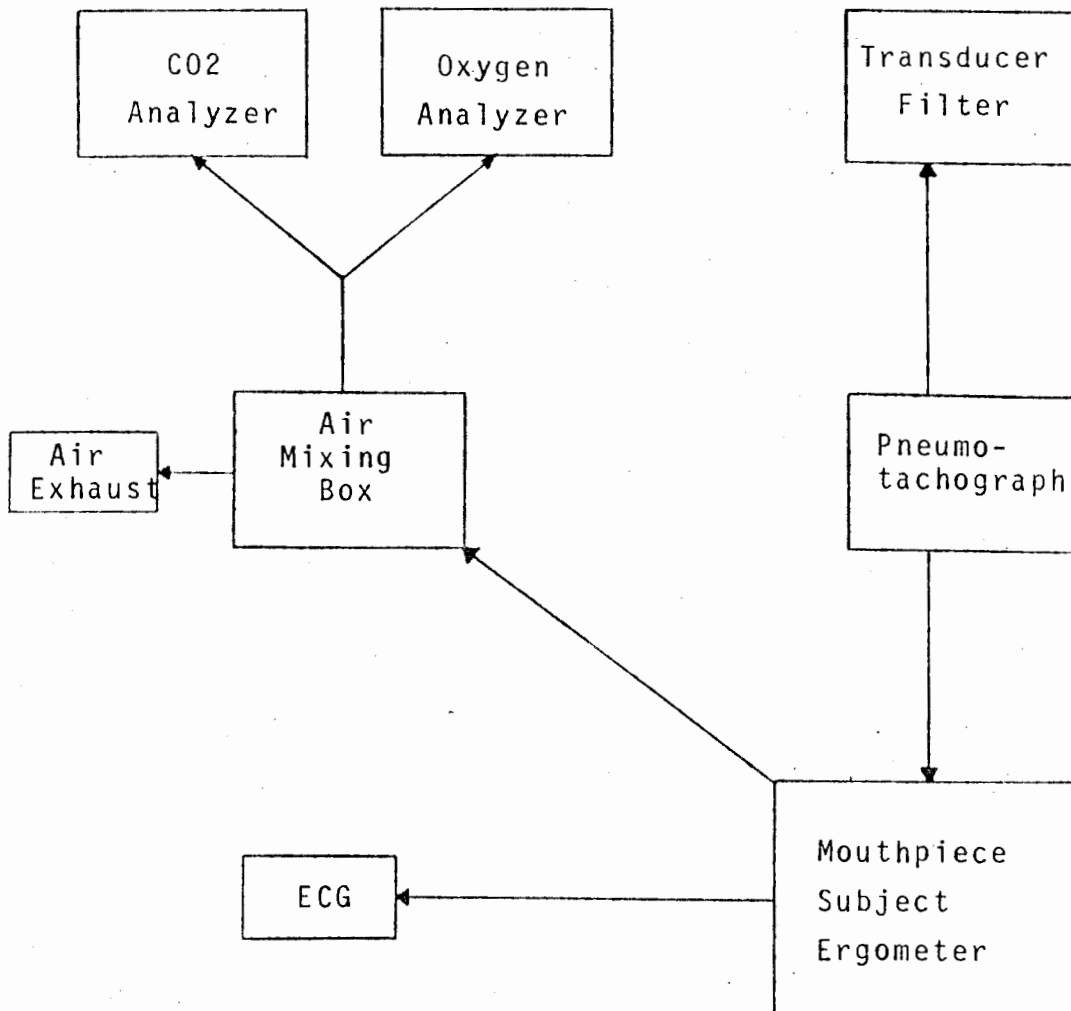 CO2
Analyzer
Oxygen
Analyzer
Transducer
Filter
Air
Mixing
Box
Air
Exhaust
Pneumo-
tachograph
ECG
Mouthpiece
Subject
Ergometer